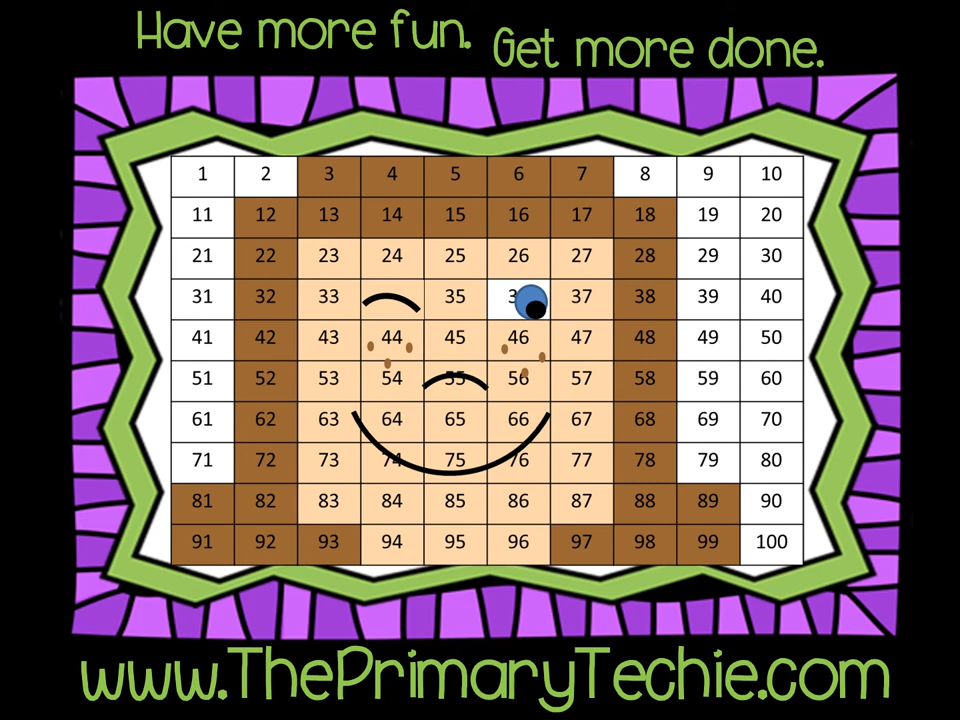 Have more fun. Get more done.
1 2 3 4 5 6 7 8 9 10
11 12 13 14 15 16 17 18 19 20
21 22 23 24 25 26 27 28 29 30
31 32 33 35 37 38 39 40
41 42 43 44 45 46 47 48 49 50
51 52 53 54 55 56 57 58 59 60
61 62 63 64 65 66 67 68 69 70
71 72 73 74 75 76 77 78 79 80
81 82 83 84 85 86 87 88 89 90
91 92 93 94 95 96 97 98 99 100
www.ThePrimaryTechie.com